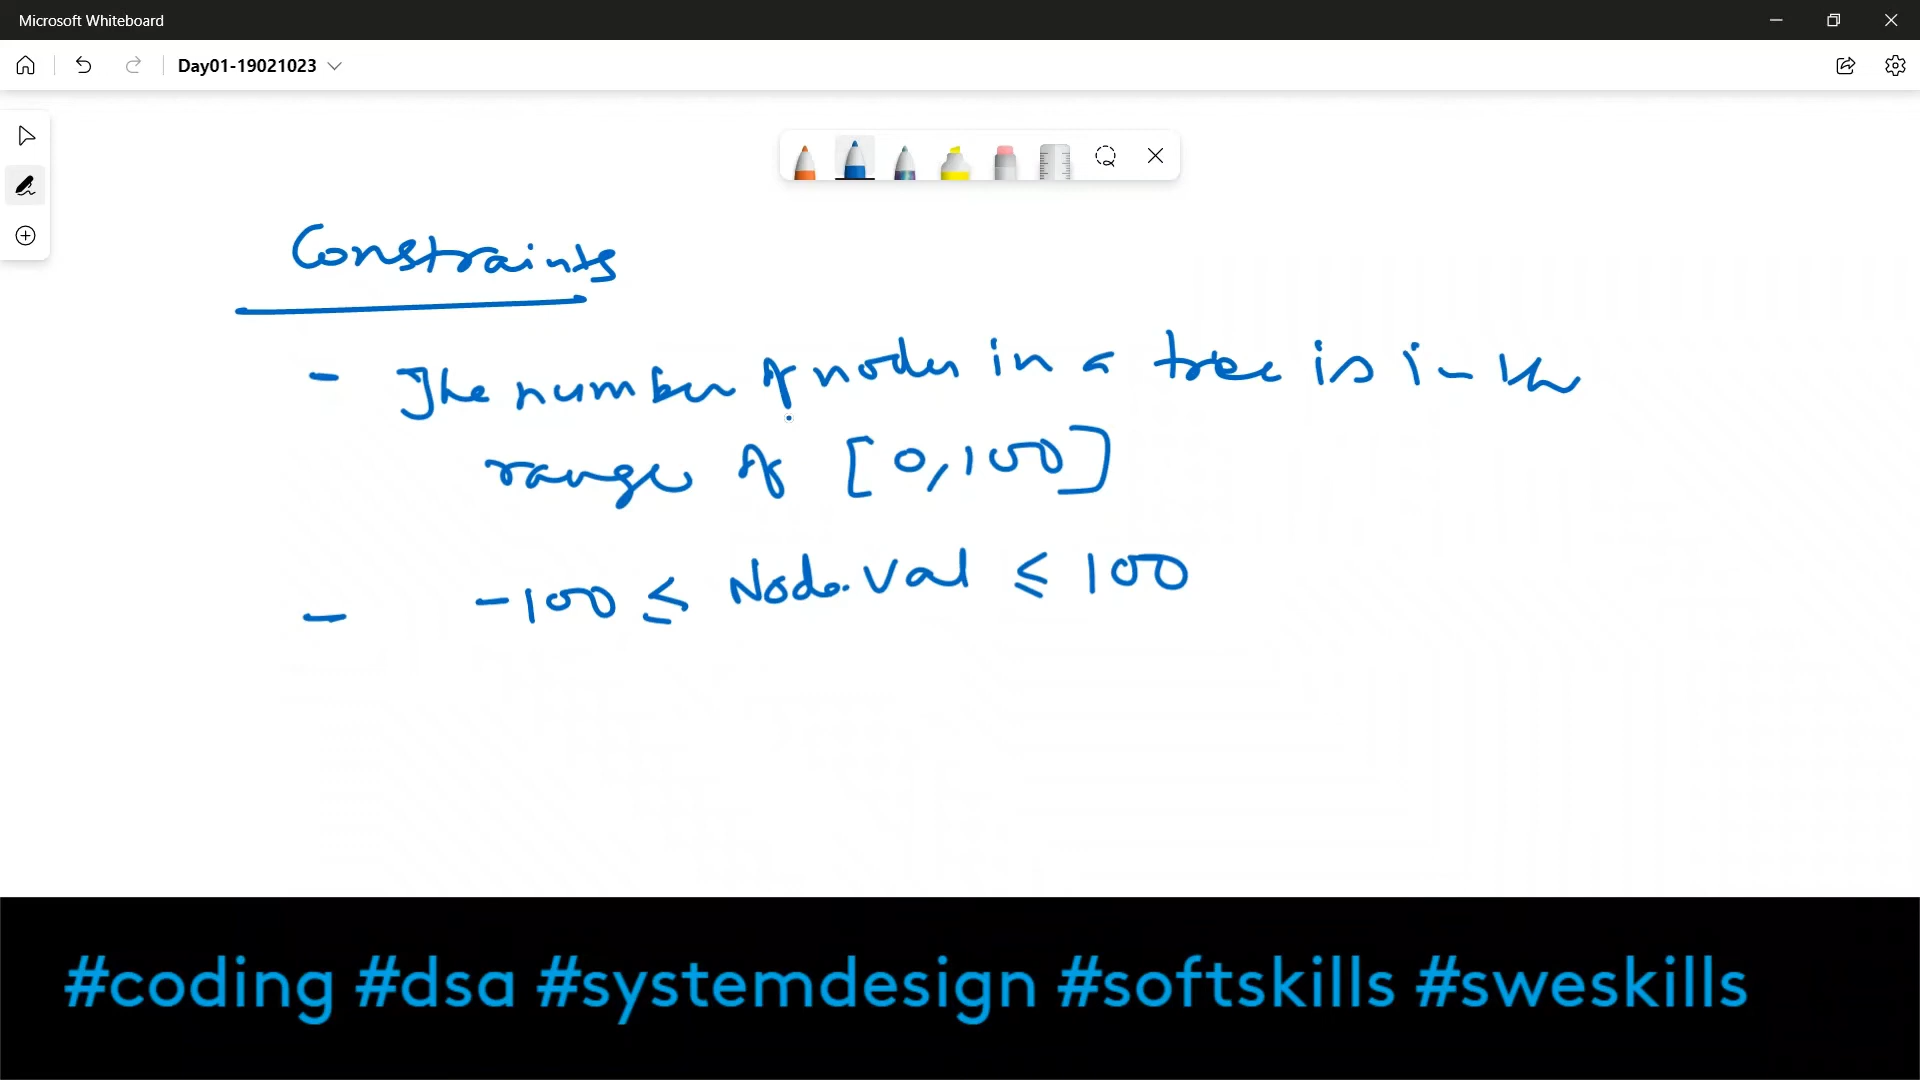 Microsoft Whiteboard
Day01-19021023
Constraints
- The number of nodes in a tree is in the
range of [0,100]
- -100 ≤ Node.Val ≤ 100
#coding #dsa #systemdesign #softskills #sweskills